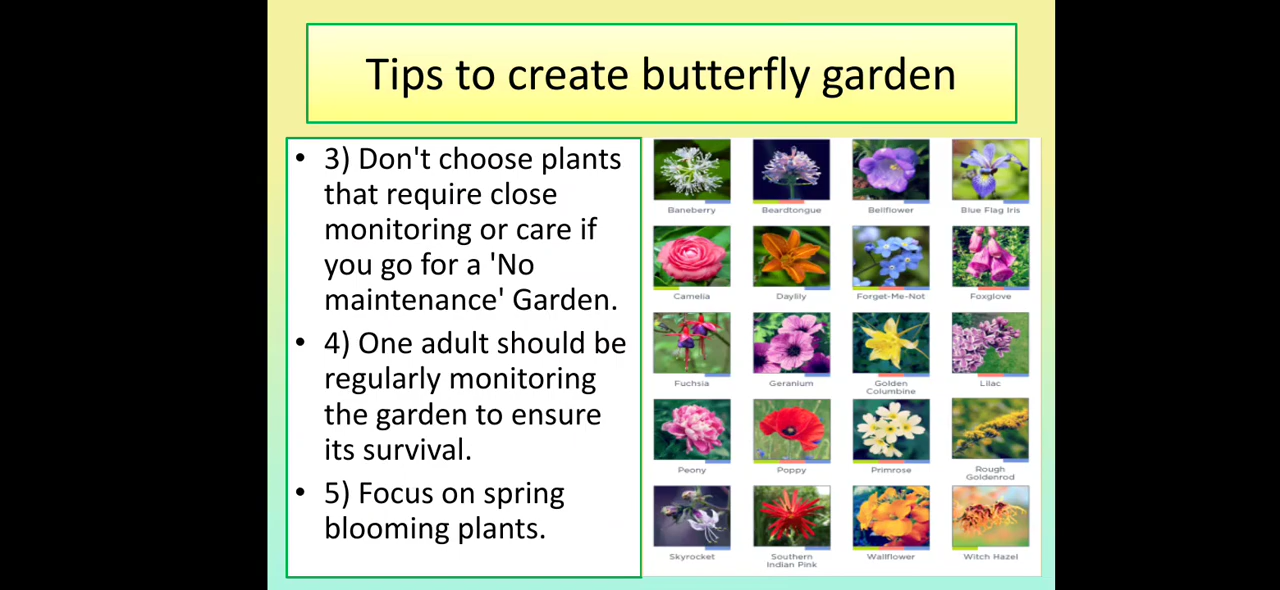 Tips to create butterfly garden
• 3) Don't choose plants
that require close
monitoring or care if
you go for a 'No
maintenance' Garden.
• 4) One adult should be
regularly monitoring
the garden to ensure
its survival.
• 5) Focus on spring
blooming plants.
Baneberry
Beardtongue
Bellflower
Blue Flag Iris
Camelia
Daylily
Forget-Me-Not
Foxglove
Fuchsia
Geranium
Golden
Columbine
Lilac
Peony
Poppy
Primrose
Rough
Goldenrod
Skyrocket
Southern
Indian Pink
Wallflower
Witch Hazel